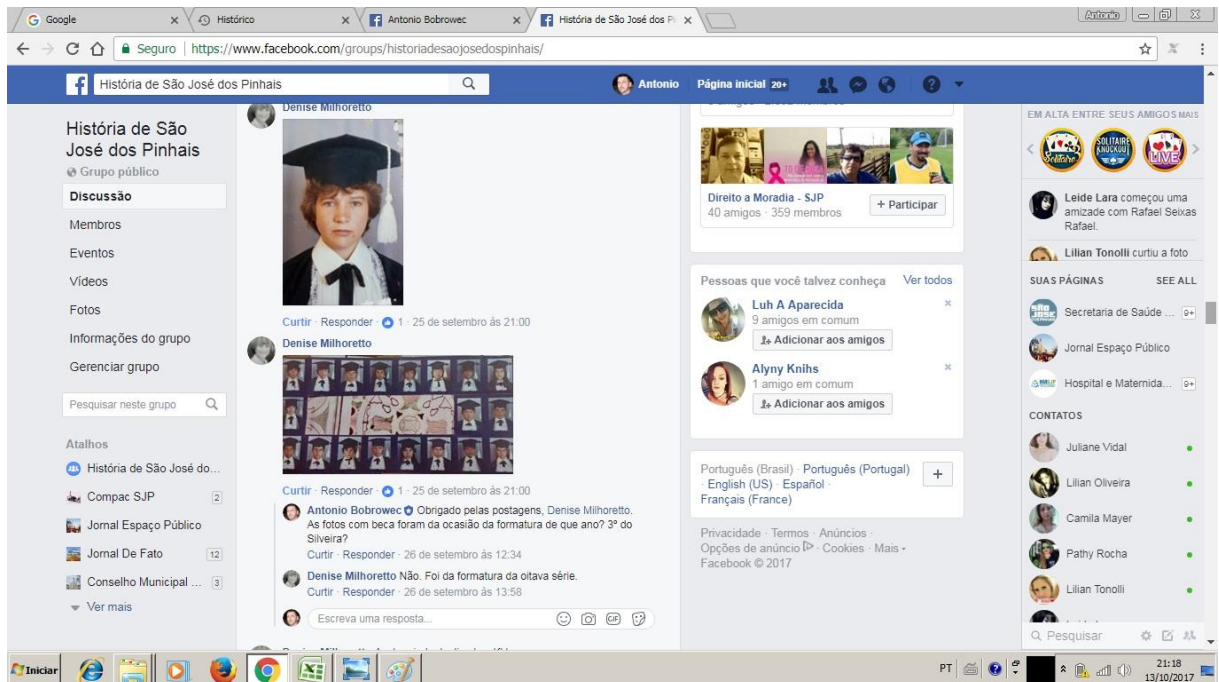 Google
Histórico
Antonio Bobrowec
História de São José dos Pi
Antonio
Seguro
https://www.facebook.com/groups/historiadesaojosedospinhais/
História de São José dos Pinhais
Antonio
Página inicial 20+
História de São
José dos Pinhais
Grupo público
Discussão
Membros
Eventos
Vídeos
Fotos
Informações do grupo
Gerenciar grupo
Pesquisar neste grupo
Atalhos
História de São José do...
Compac SJP 2
Jornal Espaço Público
Jornal De Fato 12
Conselho Municipal ... 3
Ver mais
Denise Milhoretto
Curtir · Responder · 1 · 25 de setembro às 21:00
Denise Milhoretto
Curtir · Responder · 1 · 25 de setembro às 21:00
Antonio Bobrowec Obrigado pelas postagens, Denise Milhoretto.
As fotos com beca foram da ocasião da formatura de que ano? 3º do
Silveira?
Curtir · Responder · 26 de setembro às 12:34
Denise Milhoretto Não. Foi da formatura da oitava série.
Curtir · Responder · 26 de setembro às 13:58
Escreva uma resposta...
GIF
Direito a Moradia - SJP
40 amigos · 359 membros
+ Participar
Pessoas que você talvez conheça
Ver todos
Luh A Aparecida
9 amigos em comum
Adicionar aos amigos
Alyny Knihs
1 amigo em comum
Adicionar aos amigos
Português (Brasil) · Português (Portugal)
· English (US) · Español ·
Français (France)
+
Privacidade · Termos · Anúncios ·
Opções de anúncio · Cookies · Mais
Facebook © 2017
EM ALTA ENTRE SEUS AMIGOS MAIS
Solitaire
SOLITAIRE
KNOCKOUT
LIVE
Leide Lara começou uma
amizade com Rafael Seixas
Rafael.
Lilian Tonolli curtiu a foto
SUAS PÁGINAS
SEE ALL
Secretaria de Saúde ... 9+
Jornal Espaço Público
Hospital e Maternida... 9+
CONTATOS
Juliane Vidal
Lilian Oliveira
Camila Mayer
Pathy Rocha
Lilian Tonolli
Pesquisar
Iniciar
PT
21:18
13/10/2017